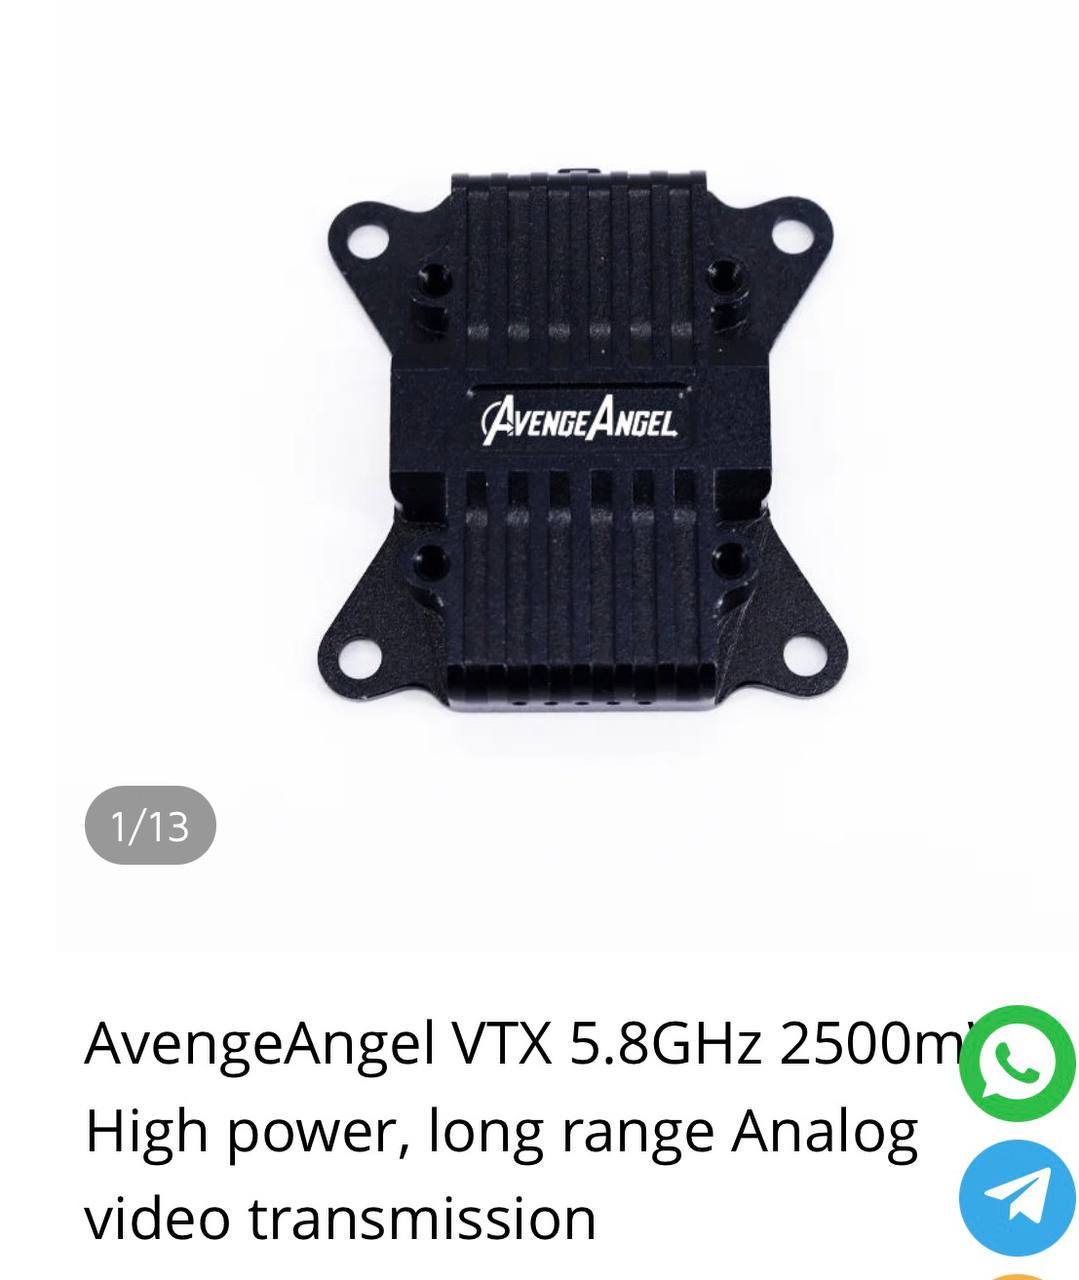 AVENGEANGEL
1/13
AvengeAngel VTX 5.8GHz 2500m
High power, long range Analog
video transmission